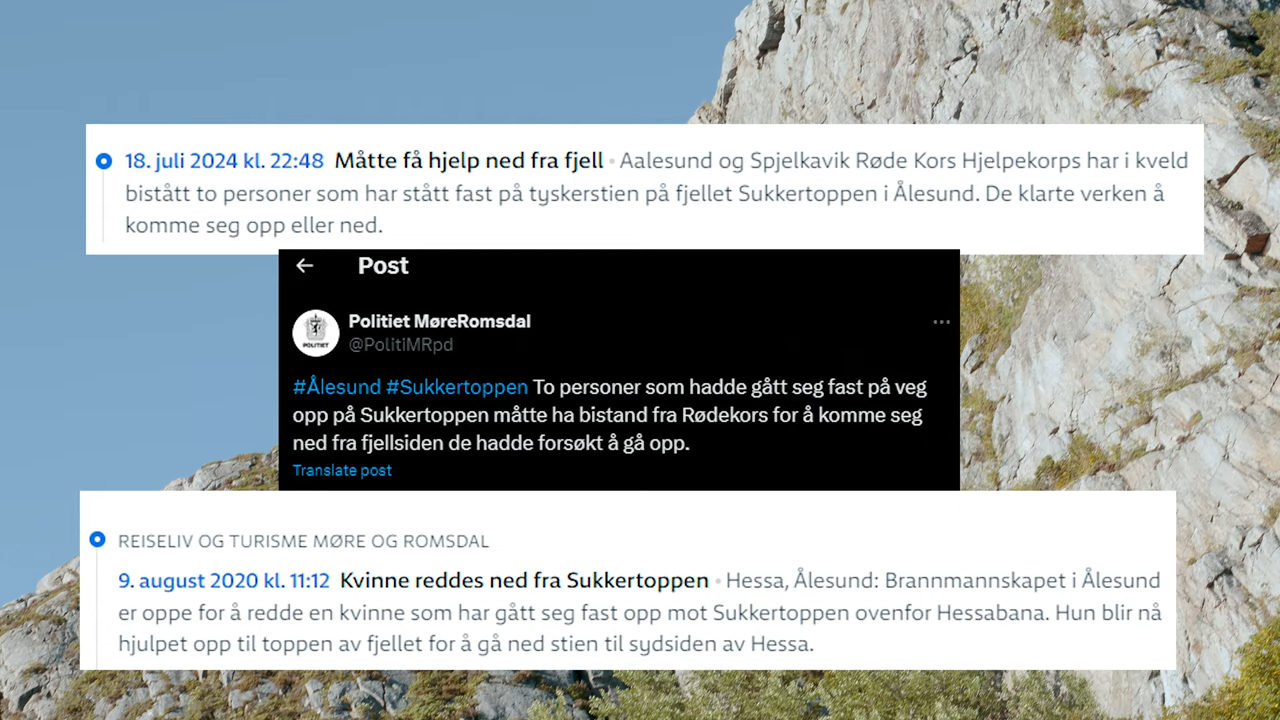 18. juli 2024 kl. 22:48 Måtte få hjelp ned fra fjell • Aalesund og Spjelkavik Røde Kors Hjelpekorps har i kveld
bistått to personer som har stått fast på tyskerstien på fjellet Sukkertoppen i Ålesund. De klarte verken å
komme seg opp eller ned.
← Post
POLITIET
Politiet MøreRomsdal
@PolitiMRpd
#Ålesund #Sukkertoppen To personer som hadde gått seg fast på veg
opp på Sukkertoppen måtte ha bistand fra Rødekors for å komme seg
ned fra fjellsiden de hadde forsøkt å gå opp.
Translate post
REISELIV OG TURISME MØRE OG ROMSDAL
9. august 2020 kl. 11:12 Kvinne reddes ned fra Sukkertoppen • Hessa, Ålesund: Brannmannskapet i Ålesund
er oppe for å redde en kvinne som har gått seg fast opp mot Sukkertoppen ovenfor Hessabana. Hun blir nå
hjulpet opp til toppen av fjellet for å gå ned stien til sydsiden av Hessa.